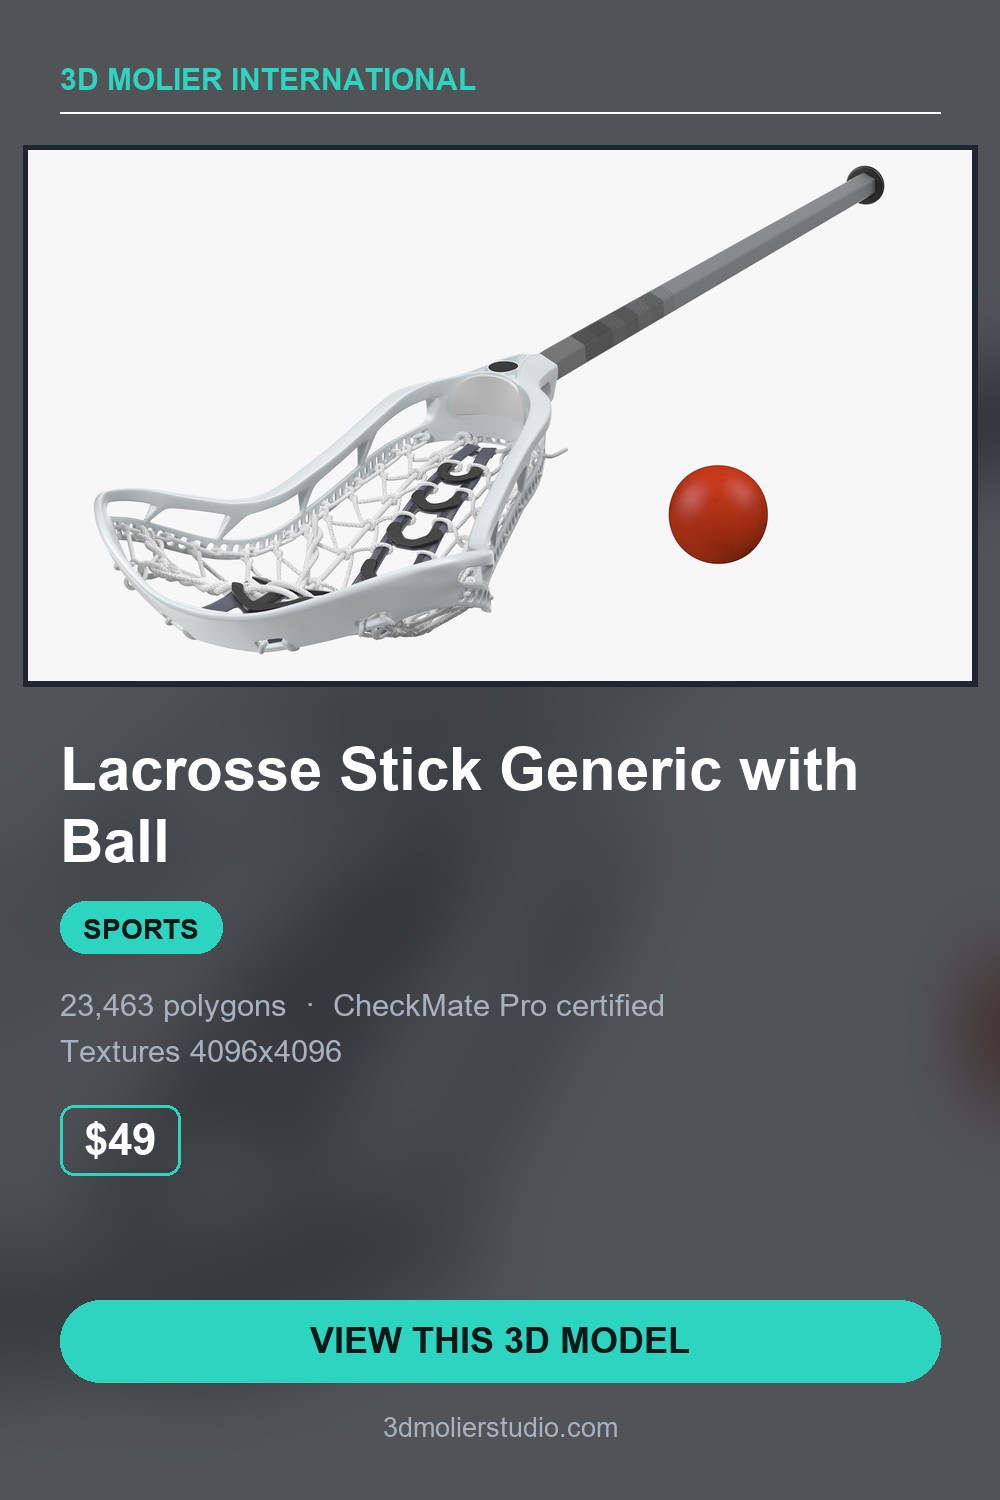 3D MOLIER INTERNATIONAL
Lacrosse Stick Generic with
Ball
SPORTS
23,463 polygons · CheckMate Pro certified
Textures 4096x4096
$49
VIEW THIS 3D MODEL
3dmolierstudio.com